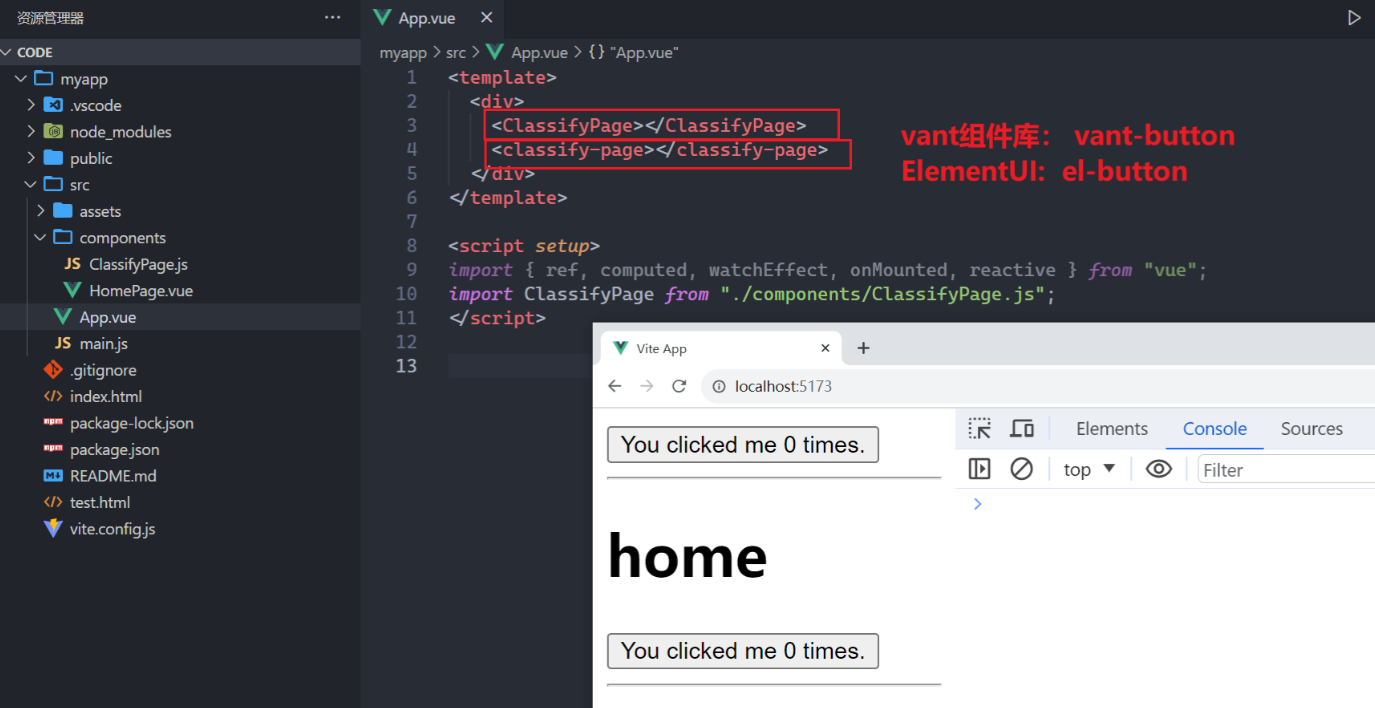 资源管理器 ···
CODE
myapp
.vscode
node_modules
public
src
assets
components
JS ClassifyPage.js
HomePage.vue
App.vue
JS main.js
.gitignore
index.html
npm package-lock.json
npm package.json
README.md
test.html
vite.config.js
App.vue
myapp > src > App.vue > {} "App.vue"
1 <template>
2 <div>
3 <ClassifyPage></ClassifyPage>
4 <classify-page></classify-page>
5 </div>
6 </template>
7
8 <script setup>
9 import { ref, computed, watchEffect, onMounted, reactive } from "vue";
10 import ClassifyPage from "./components/ClassifyPage.js";
11 </script>
12
13
vant组件库： vant-button
ElementUI: el-button
Vite App
localhost:5173
You clicked me 0 times.
home
You clicked me 0 times.
Elements Console Sources
top Filter